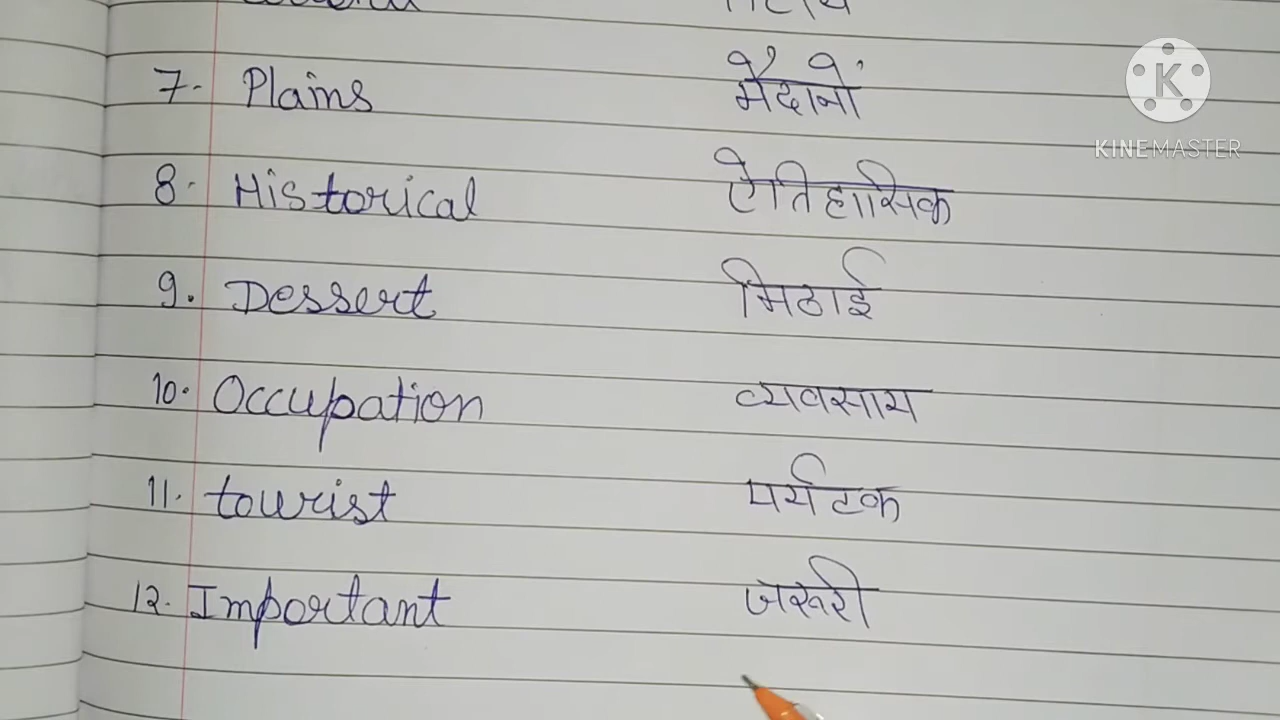 7. Plains मैदानों
8. Historical ऐतिहासिक
9. Dessert मिठाई
10. Occupation व्यवसाय
11. tourist पर्यटक
12. Important जरूरी
K
KINEMASTER